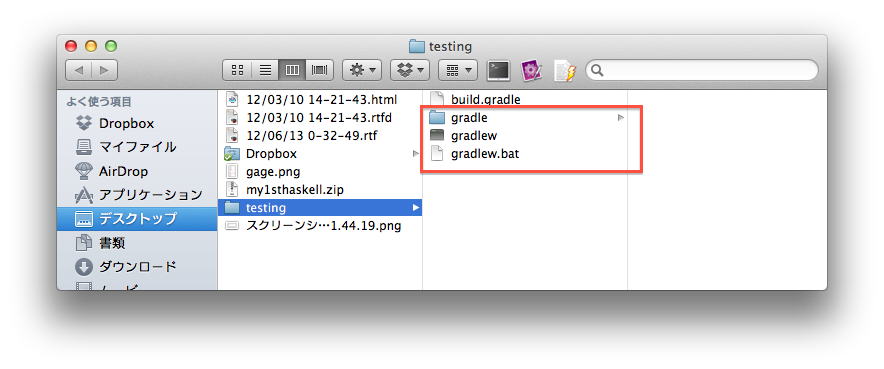 testing
よく使う項目
Dropbox
マイファイル
AirDrop
アプリケーション
デスクトップ
書類
ダウンロード
ムービー
12/03/10 14-21-43.html
12/03/10 14-21-43.rtfd
12/06/13 0-32-49.rtf
Dropbox
gage.png
my1sthaskell.zip
testing
スクリーンシ…1.44.19.png
build.gradle
gradle
gradlew
gradlew.bat